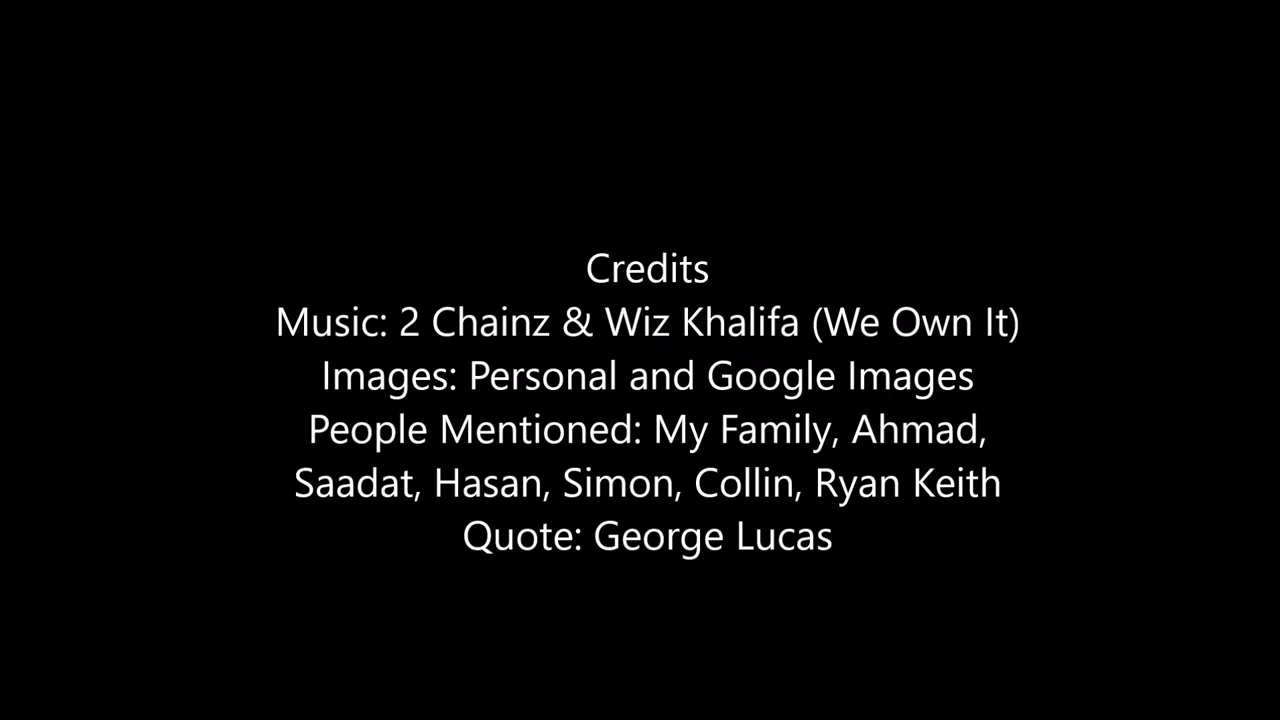 Credits
Music: 2 Chainz & Wiz Khalifa (We Own It)
Images: Personal and Google Images
People Mentioned: My Family, Ahmad,
Saadat, Hasan, Simon, Collin, Ryan Keith
Quote: George Lucas